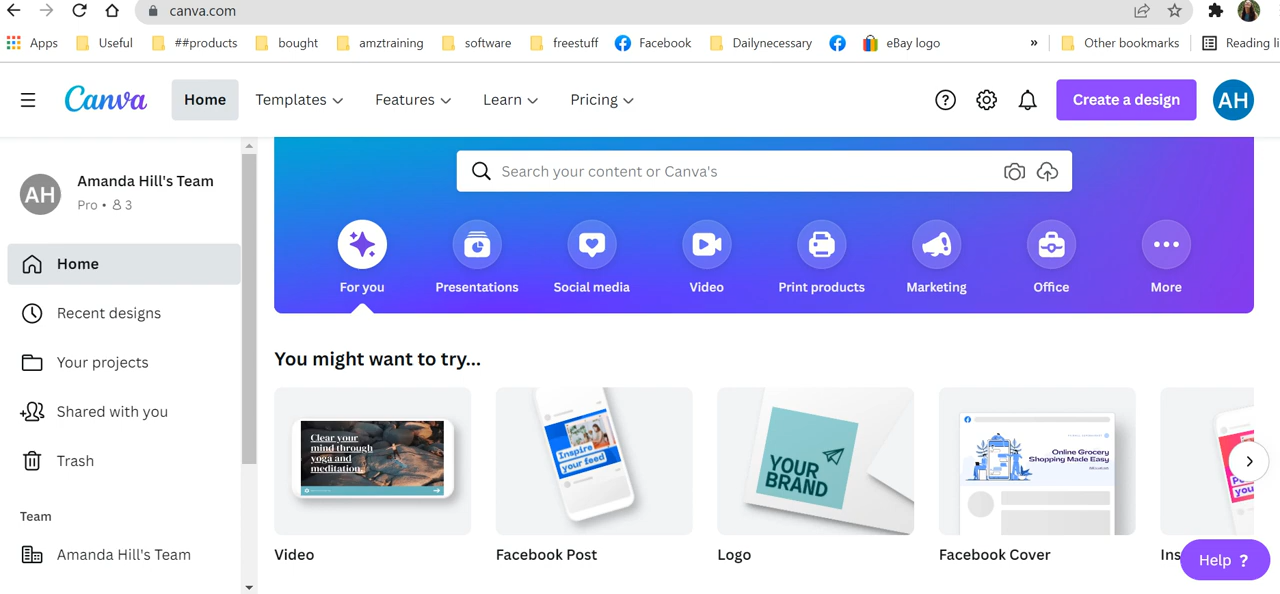 canva.com
Apps Useful ##products bought amztraining software freestuff Facebook Dailynecessary eBay logo » Other bookmarks Reading li
Canva Home Templates Features Learn Pricing ? Create a design AH
AH Amanda Hill's Team
Pro • 3
Home
Recent designs
Your projects
Shared with you
Trash
Team
Amanda Hill's Team
Search your content or Canva's
For you Presentations Social media Video Print products Marketing Office More
You might want to try...
Clear your
mind through
yoga and
meditation.
Inspire
your feed
YOUR
BRAND
Online Grocery
Shopping Made Easy
you
Video Facebook Post Logo Facebook Cover Ins
Help ?